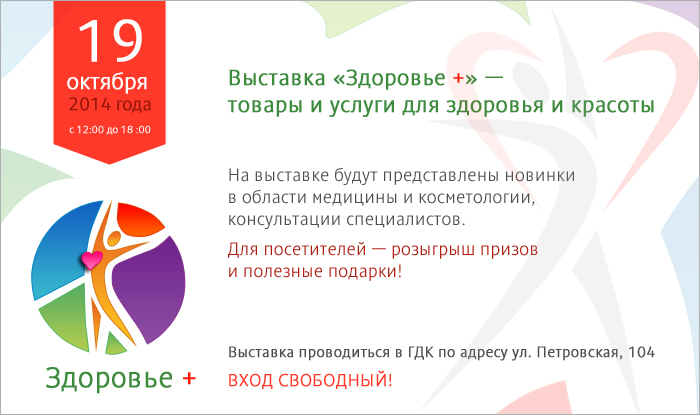 19
октября
2014 года
с 12:00 до 18 :00
Выставка «Здоровье +» —
товары и услуги для здоровья и красоты
На выставке будут представлены новинки
в области медицины и косметологии,
консультации специалистов.
Для посетителей — розыгрыш призов
и полезные подарки!
Здоровье +
Выставка проводиться в ГДК по адресу ул. Петровская, 104
ВХОД СВОБОДНЫЙ!